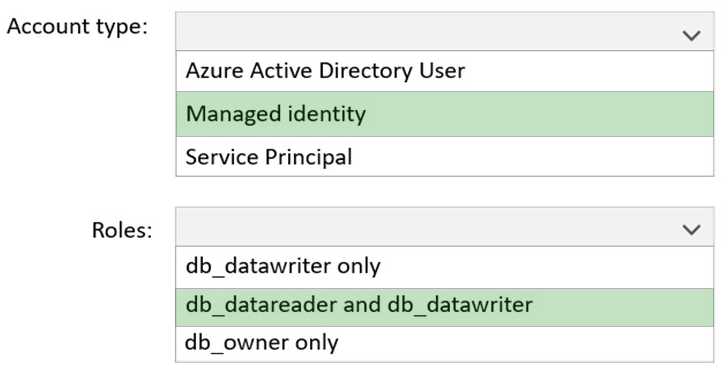 Account type:
Azure Active Directory User
Managed identity
Service Principal
Roles:
db_datawriter only
db_datareader and db_datawriter
db_owner only